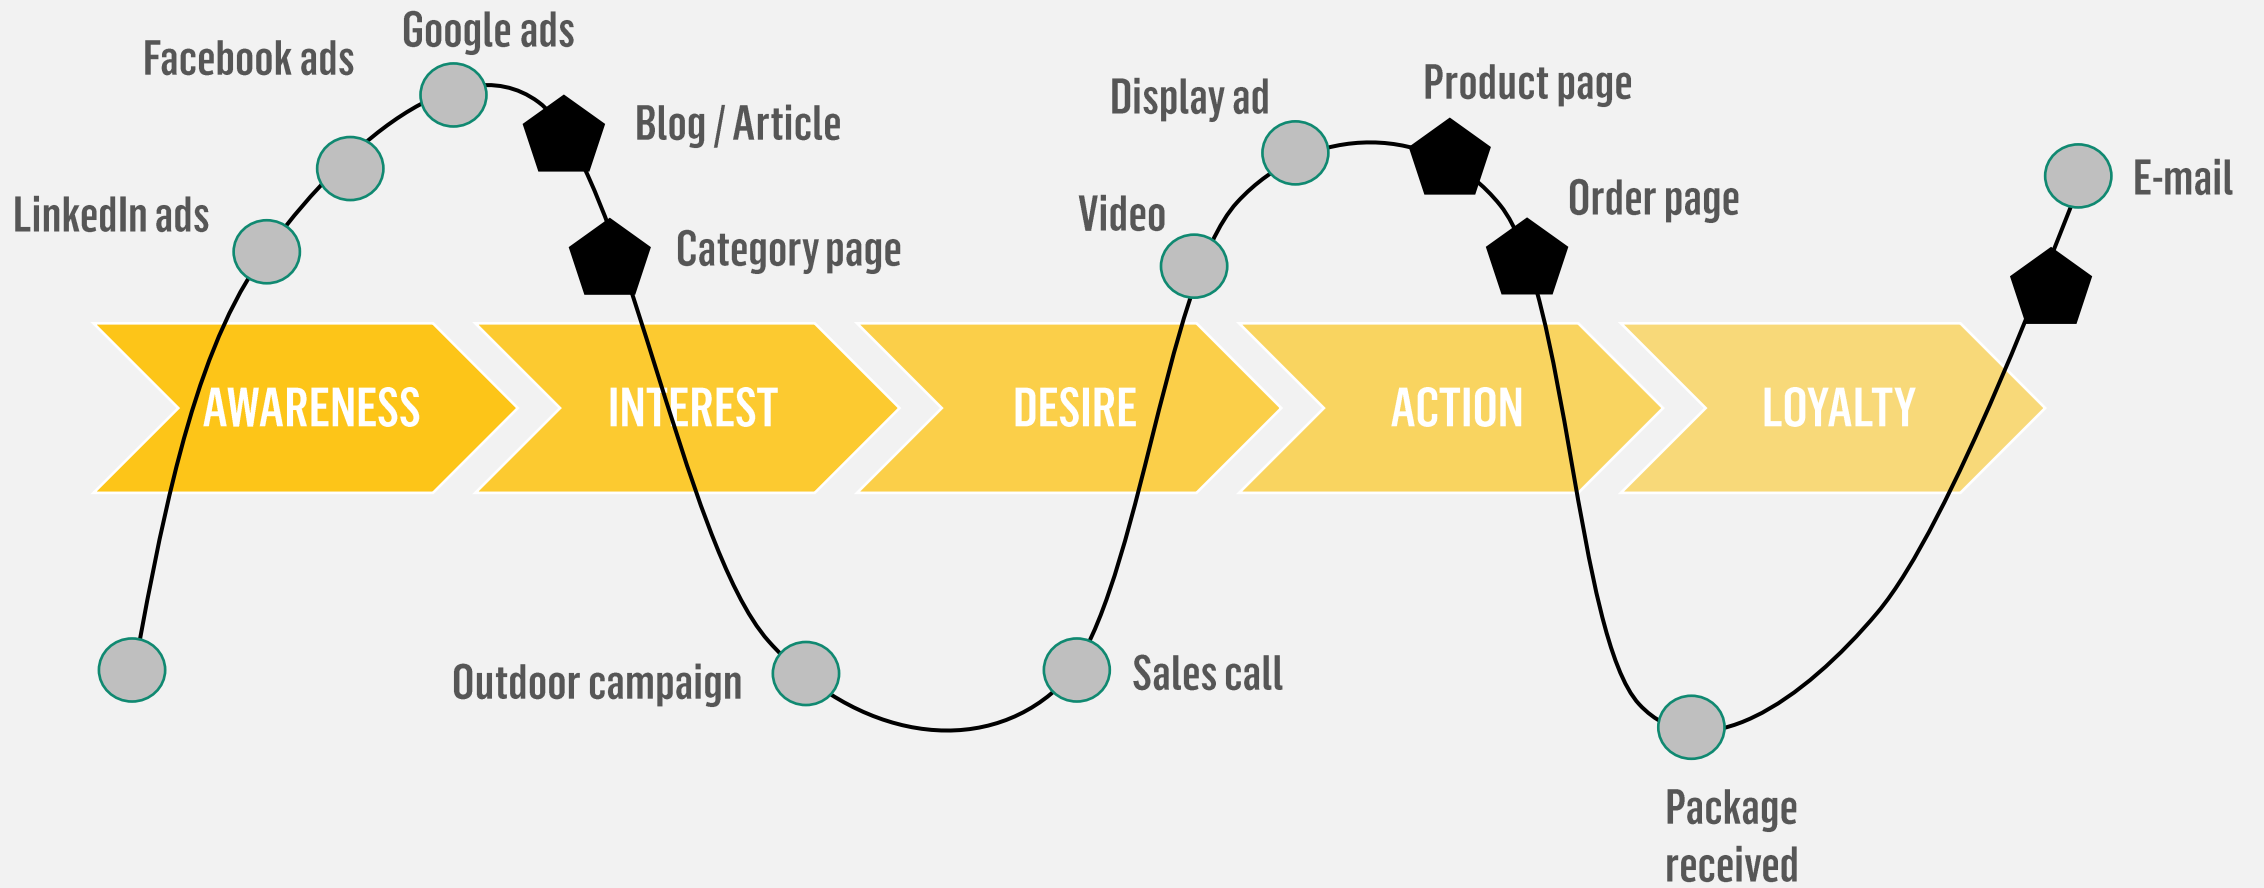 Google ads
Facebook ads
LinkedIn ads
Blog / Article
Category page
Display ad
Product page
Video
Order page
E-mail
AWARENESS
INTEREST
DESIRE
ACTION
LOYALTY
Outdoor campaign
Sales call
Package
received